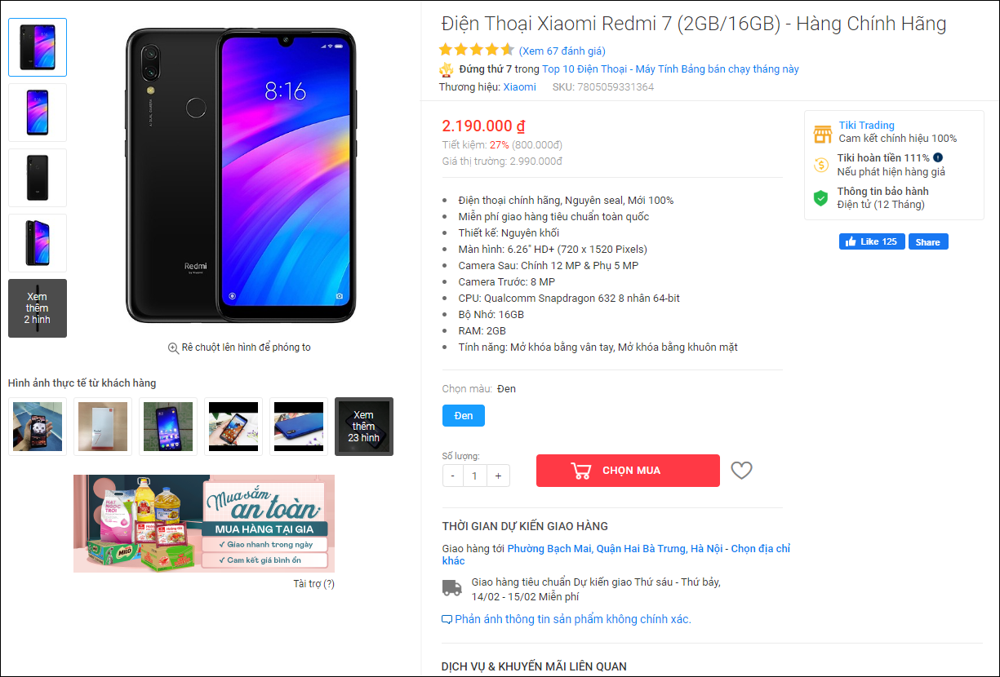 Điện Thoại Xiaomi Redmi 7 (2GB/16GB) - Hàng Chính Hãng
(Xem 67 đánh giá)
Đứng thứ 7 trong Top 10 Điện Thoại - Máy Tính Bảng bán chạy tháng này
Thương hiệu: Xiaomi SKU: 7805059331364
8:16
AI DUAL CAMERA
Redmi
by Xiaomi
Xem
thêm
2 hình
Rê chuột lên hình để phóng to
Hình ảnh thực tế từ khách hàng
Xem
thêm
23 hình
HẠT
NGỌC
TRỜI
MILO
Hoàng Gia
Mua sắm
an toàn
MUA HÀNG TẠI GIA
✓ Giao nhanh trong ngày
✓ Cam kết giá bình ổn
Tài trợ (?)
2.190.000 ₫
Tiết kiệm: 27% (800.000đ)
Giá thị trường: 2.990.000đ
Điện thoại chính hãng, Nguyên seal, Mới 100%
Miễn phí giao hàng tiêu chuẩn toàn quốc
Thiết kế: Nguyên khối
Màn hình: 6.26" HD+ (720 x 1520 Pixels)
Camera Sau: Chính 12 MP & Phụ 5 MP
Camera Trước: 8 MP
CPU: Qualcomm Snapdragon 632 8 nhân 64-bit
Bộ Nhớ: 16GB
RAM: 2GB
Tính năng: Mở khóa bằng vân tay, Mở khóa bằng khuôn mặt
Chọn màu: Đen
Đen
Số lượng:
- 1 +
CHỌN MUA
THỜI GIAN DỰ KIẾN GIAO HÀNG
Giao hàng tới Phường Bạch Mai, Quận Hai Bà Trưng, Hà Nội - Chọn địa chỉ
khác
Giao hàng tiêu chuẩn Dự kiến giao Thứ sáu - Thứ bảy,
14/02 - 15/02 Miễn phí
Phản ánh thông tin sản phẩm không chính xác.
DỊCH VỤ & KHUYẾN MÃI LIÊN QUAN
Tiki Trading
Cam kết chính hiệu 100%
Tiki hoàn tiền 111%
Nếu phát hiện hàng giả
Thông tin bảo hành
Điện tử (12 Tháng)
Like 125
Share